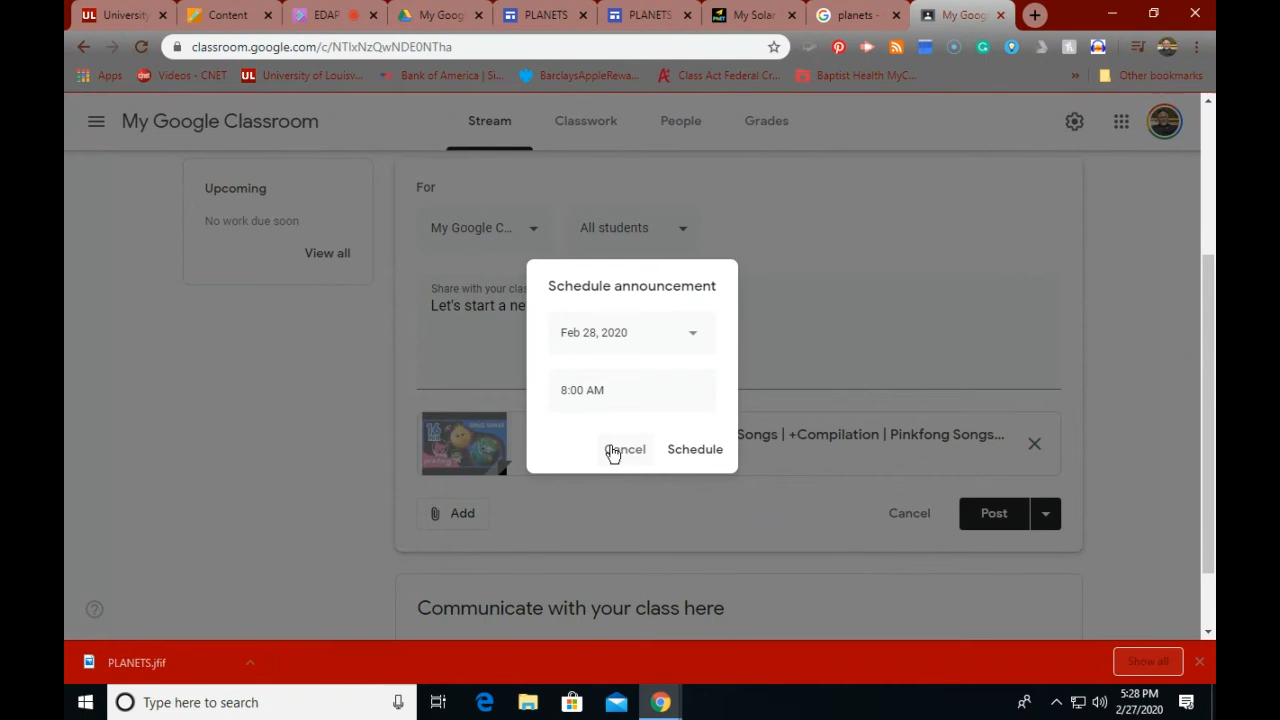 University
Content
EDAP
My Goog
PLANETS
PLANETS
My Solar
planets -
My Goog
classroom.google.com/c/NTIxNzQwNDE0NTha
Apps
Videos - CNET
University of Louisv...
Bank of America | Si...
BarclaysAppleRewa...
Class Act Federal Cr...
Baptist Health MyC...
»
Other bookmarks
My Google Classroom
Stream
Classwork
People
Grades
Upcoming
No work due soon
View all
For
My Google C...
All students
Share with your clas
Let's start a ne
Schedule announcement
Feb 28, 2020
8:00 AM
Cancel
Schedule
Songs | +Compilation | Pinkfong Songs...
Add
Cancel
Post
Communicate with your class here
PLANETS.jfif
Show all
Type here to search
5:28 PM
2/27/2020